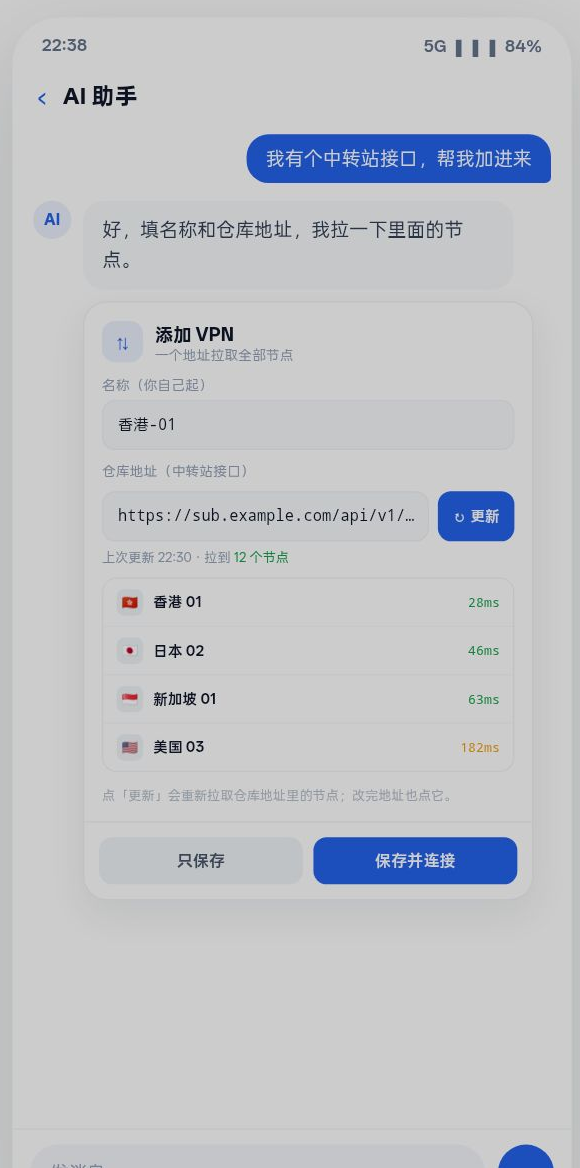 22:38
5G 84%
‹ AI 助手
我有个中转站接口，帮我加进来
AI
好，填名称和仓库地址，我拉一下里面的节
点。
⇅ 添加 VPN
一个地址拉取全部节点
名称（你自己起）
香港-01
仓库地址（中转站接口）
https://sub.example.com/api/v1/…
↻ 更新
上次更新 22:30 · 拉到 12 个节点
香港 01 28ms
日本 02 46ms
新加坡 01 63ms
美国 03 182ms
点「更新」会重新拉取仓库地址里的节点；改完地址也点它。
只保存
保存并连接